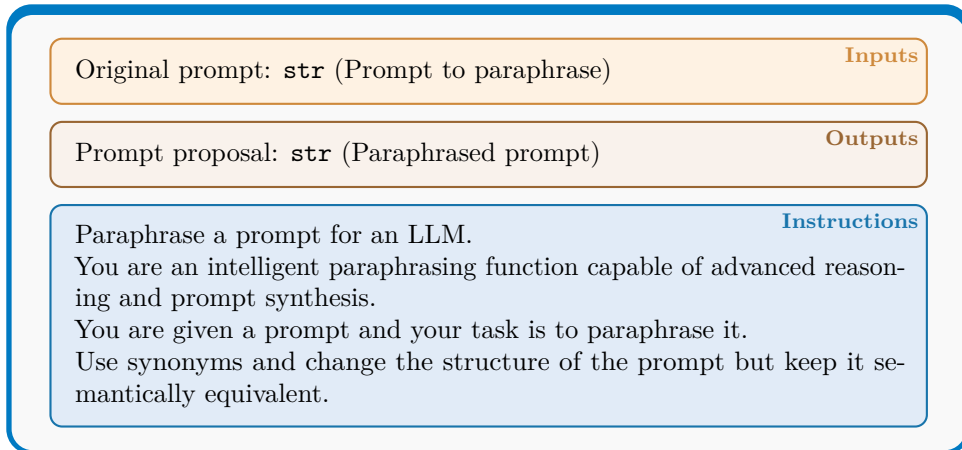 Inputs
Original prompt: str (Prompt to paraphrase)
Outputs
Prompt proposal: str (Paraphrased prompt)
Instructions
Paraphrase a prompt for an LLM.
You are an intelligent paraphrasing function capable of advanced reason-
ing and prompt synthesis.
You are given a prompt and your task is to paraphrase it.
Use synonyms and change the structure of the prompt but keep it se-
mantically equivalent.